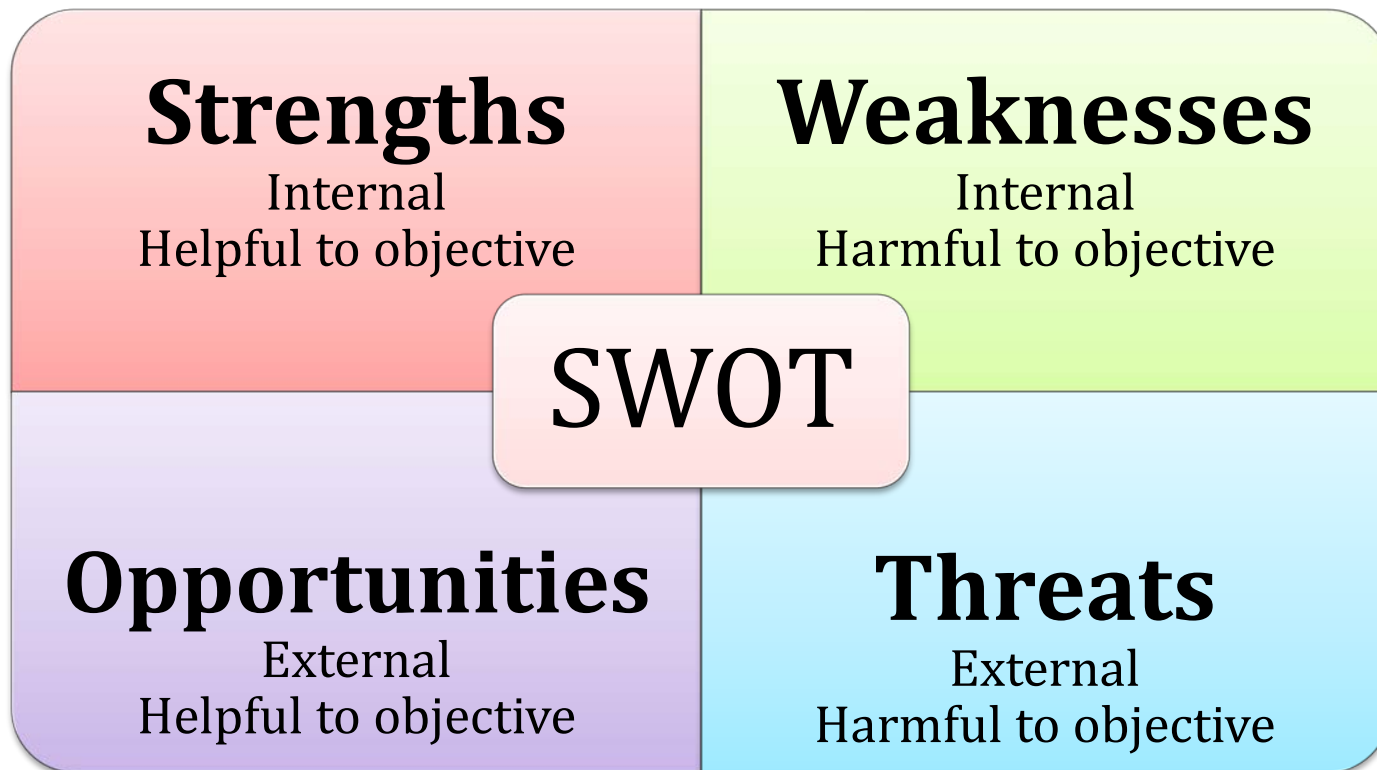 Strengths
Internal
Helpful to objective
Weaknesses
Internal
Harmful to objective
SWOT
Opportunities
External
Helpful to objective
Threats
External
Harmful to objective